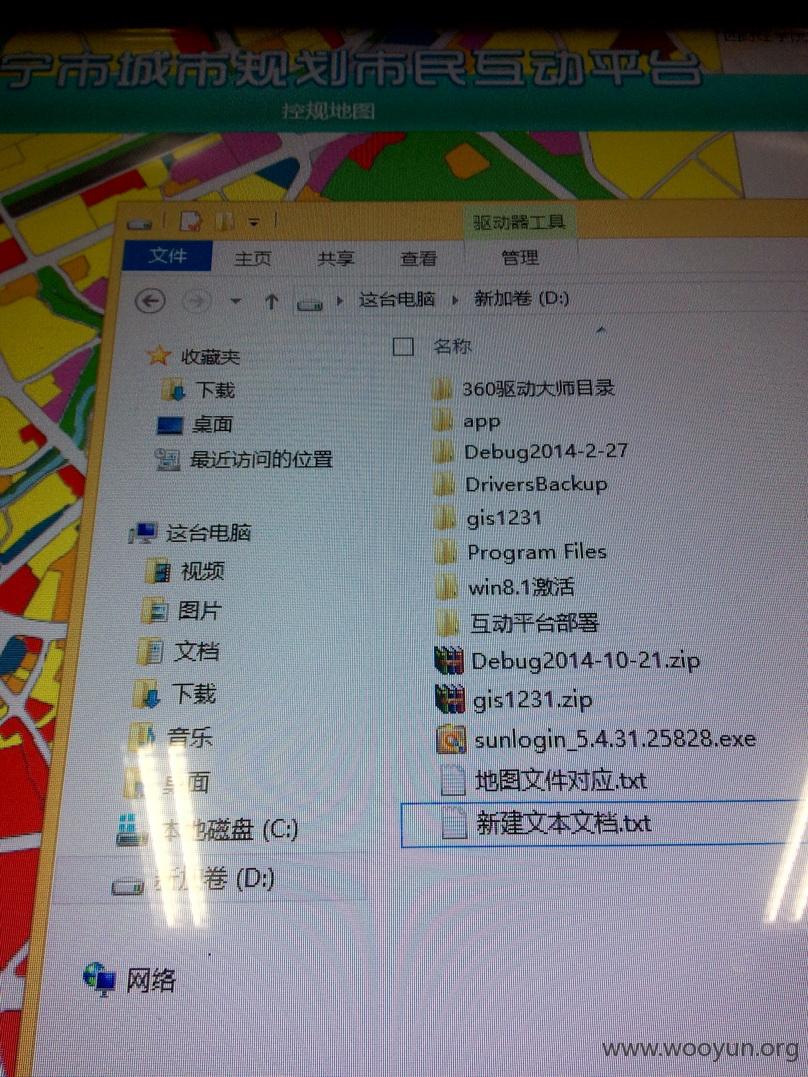 宁市城市规划市民互动平台
控规地图
驱动器工具
文件 主页 共享 查看 管理
这台电脑 新加卷 (D:)
名称
收藏夹
下载
桌面
最近访问的位置
这台电脑
视频
图片
文档
下载
音乐
桌面
本地磁盘 (C:)
新加卷 (D:)
网络
360驱动大师目录
app
Debug2014-2-27
DriversBackup
gis1231
Program Files
win8.1激活
互动平台部署
Debug2014-10-21.zip
gis1231.zip
sunlogin_5.4.31.25828.exe
地图文件对应.txt
新建文本文档.txt
www.wooyun.org